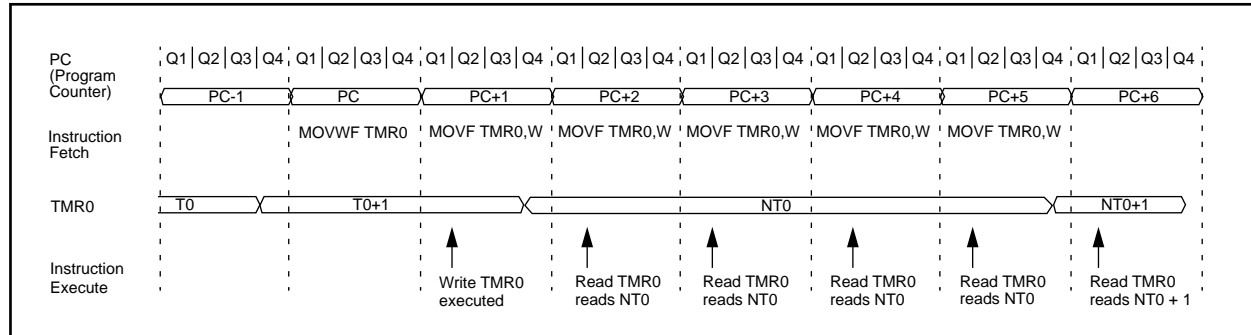 PC
(Program
Counter)
Q1 Q2 Q3 Q4 Q1 Q2 Q3 Q4 Q1 Q2 Q3 Q4 Q1 Q2 Q3 Q4 Q1 Q2 Q3 Q4 Q1 Q2 Q3 Q4 Q1 Q2 Q3 Q4 Q1 Q2 Q3 Q4
PC-1 PC PC+1 PC+2 PC+3 PC+4 PC+5 PC+6
Instruction
Fetch
MOVWF TMR0 MOVF TMR0,W MOVF TMR0,W MOVF TMR0,W MOVF TMR0,W MOVF TMR0,W
TMR0
T0 T0+1 NT0 NT0+1
Instruction
Execute
Write TMR0
executed
Read TMR0
reads NT0
Read TMR0
reads NT0
Read TMR0
reads NT0
Read TMR0
reads NT0
Read TMR0
reads NT0 + 1